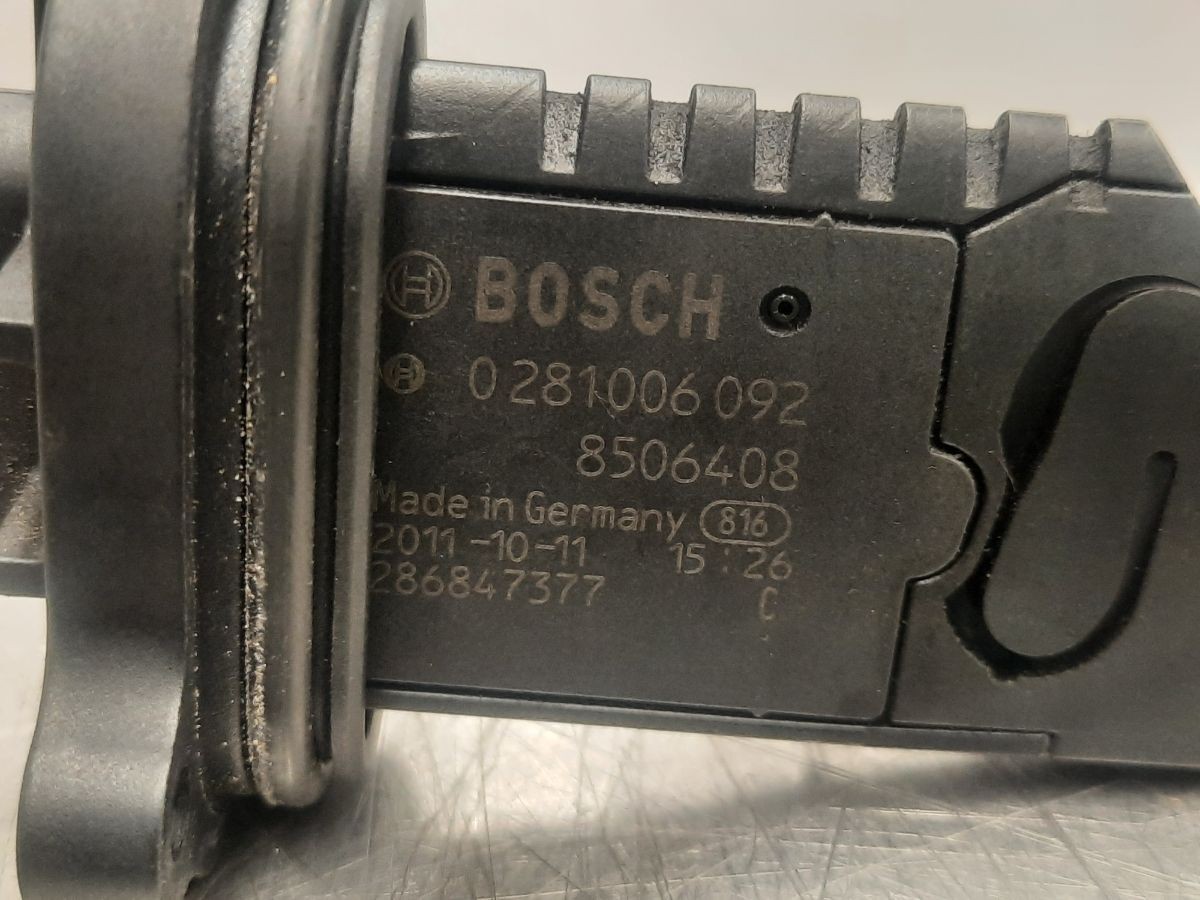 BOSCH
0 281 006 092
8506408
Made in Germany 816
2011-10-11 15:26
286847377 C